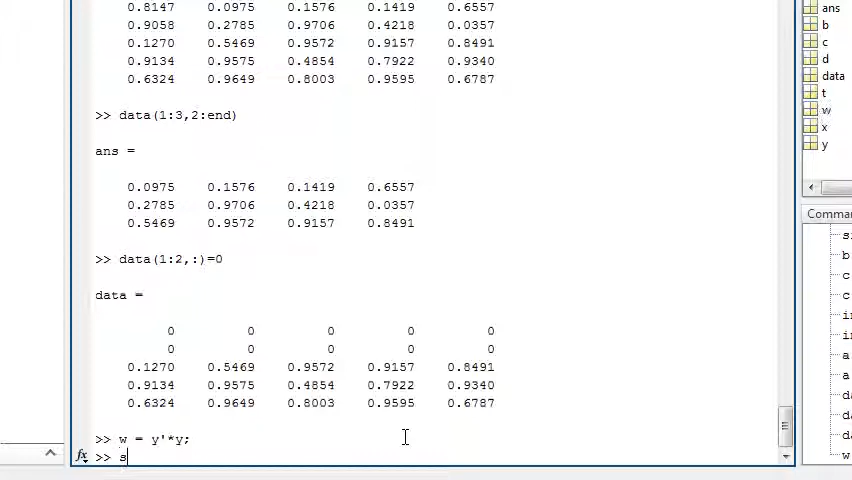 0.8147 0.0975 0.1576 0.1419 0.6557
0.9058 0.2785 0.9706 0.4218 0.0357
0.1270 0.5469 0.9572 0.9157 0.8491
0.9134 0.9575 0.4854 0.7922 0.9340
0.6324 0.9649 0.8003 0.9595 0.6787
>> data(1:3,2:end)
ans =
0.0975 0.1576 0.1419 0.6557
0.2785 0.9706 0.4218 0.0357
0.5469 0.9572 0.9157 0.8491
>> data(1:2,:)=0
data =
0 0 0 0 0
0 0 0 0 0
0.1270 0.5469 0.9572 0.9157 0.8491
0.9134 0.9575 0.4854 0.7922 0.9340
0.6324 0.9649 0.8003 0.9595 0.6787
>> w = y'*y;
fx >> s
ans
b
c
d
data
t
w
x
y
Comma
b
c
c
a
a
w